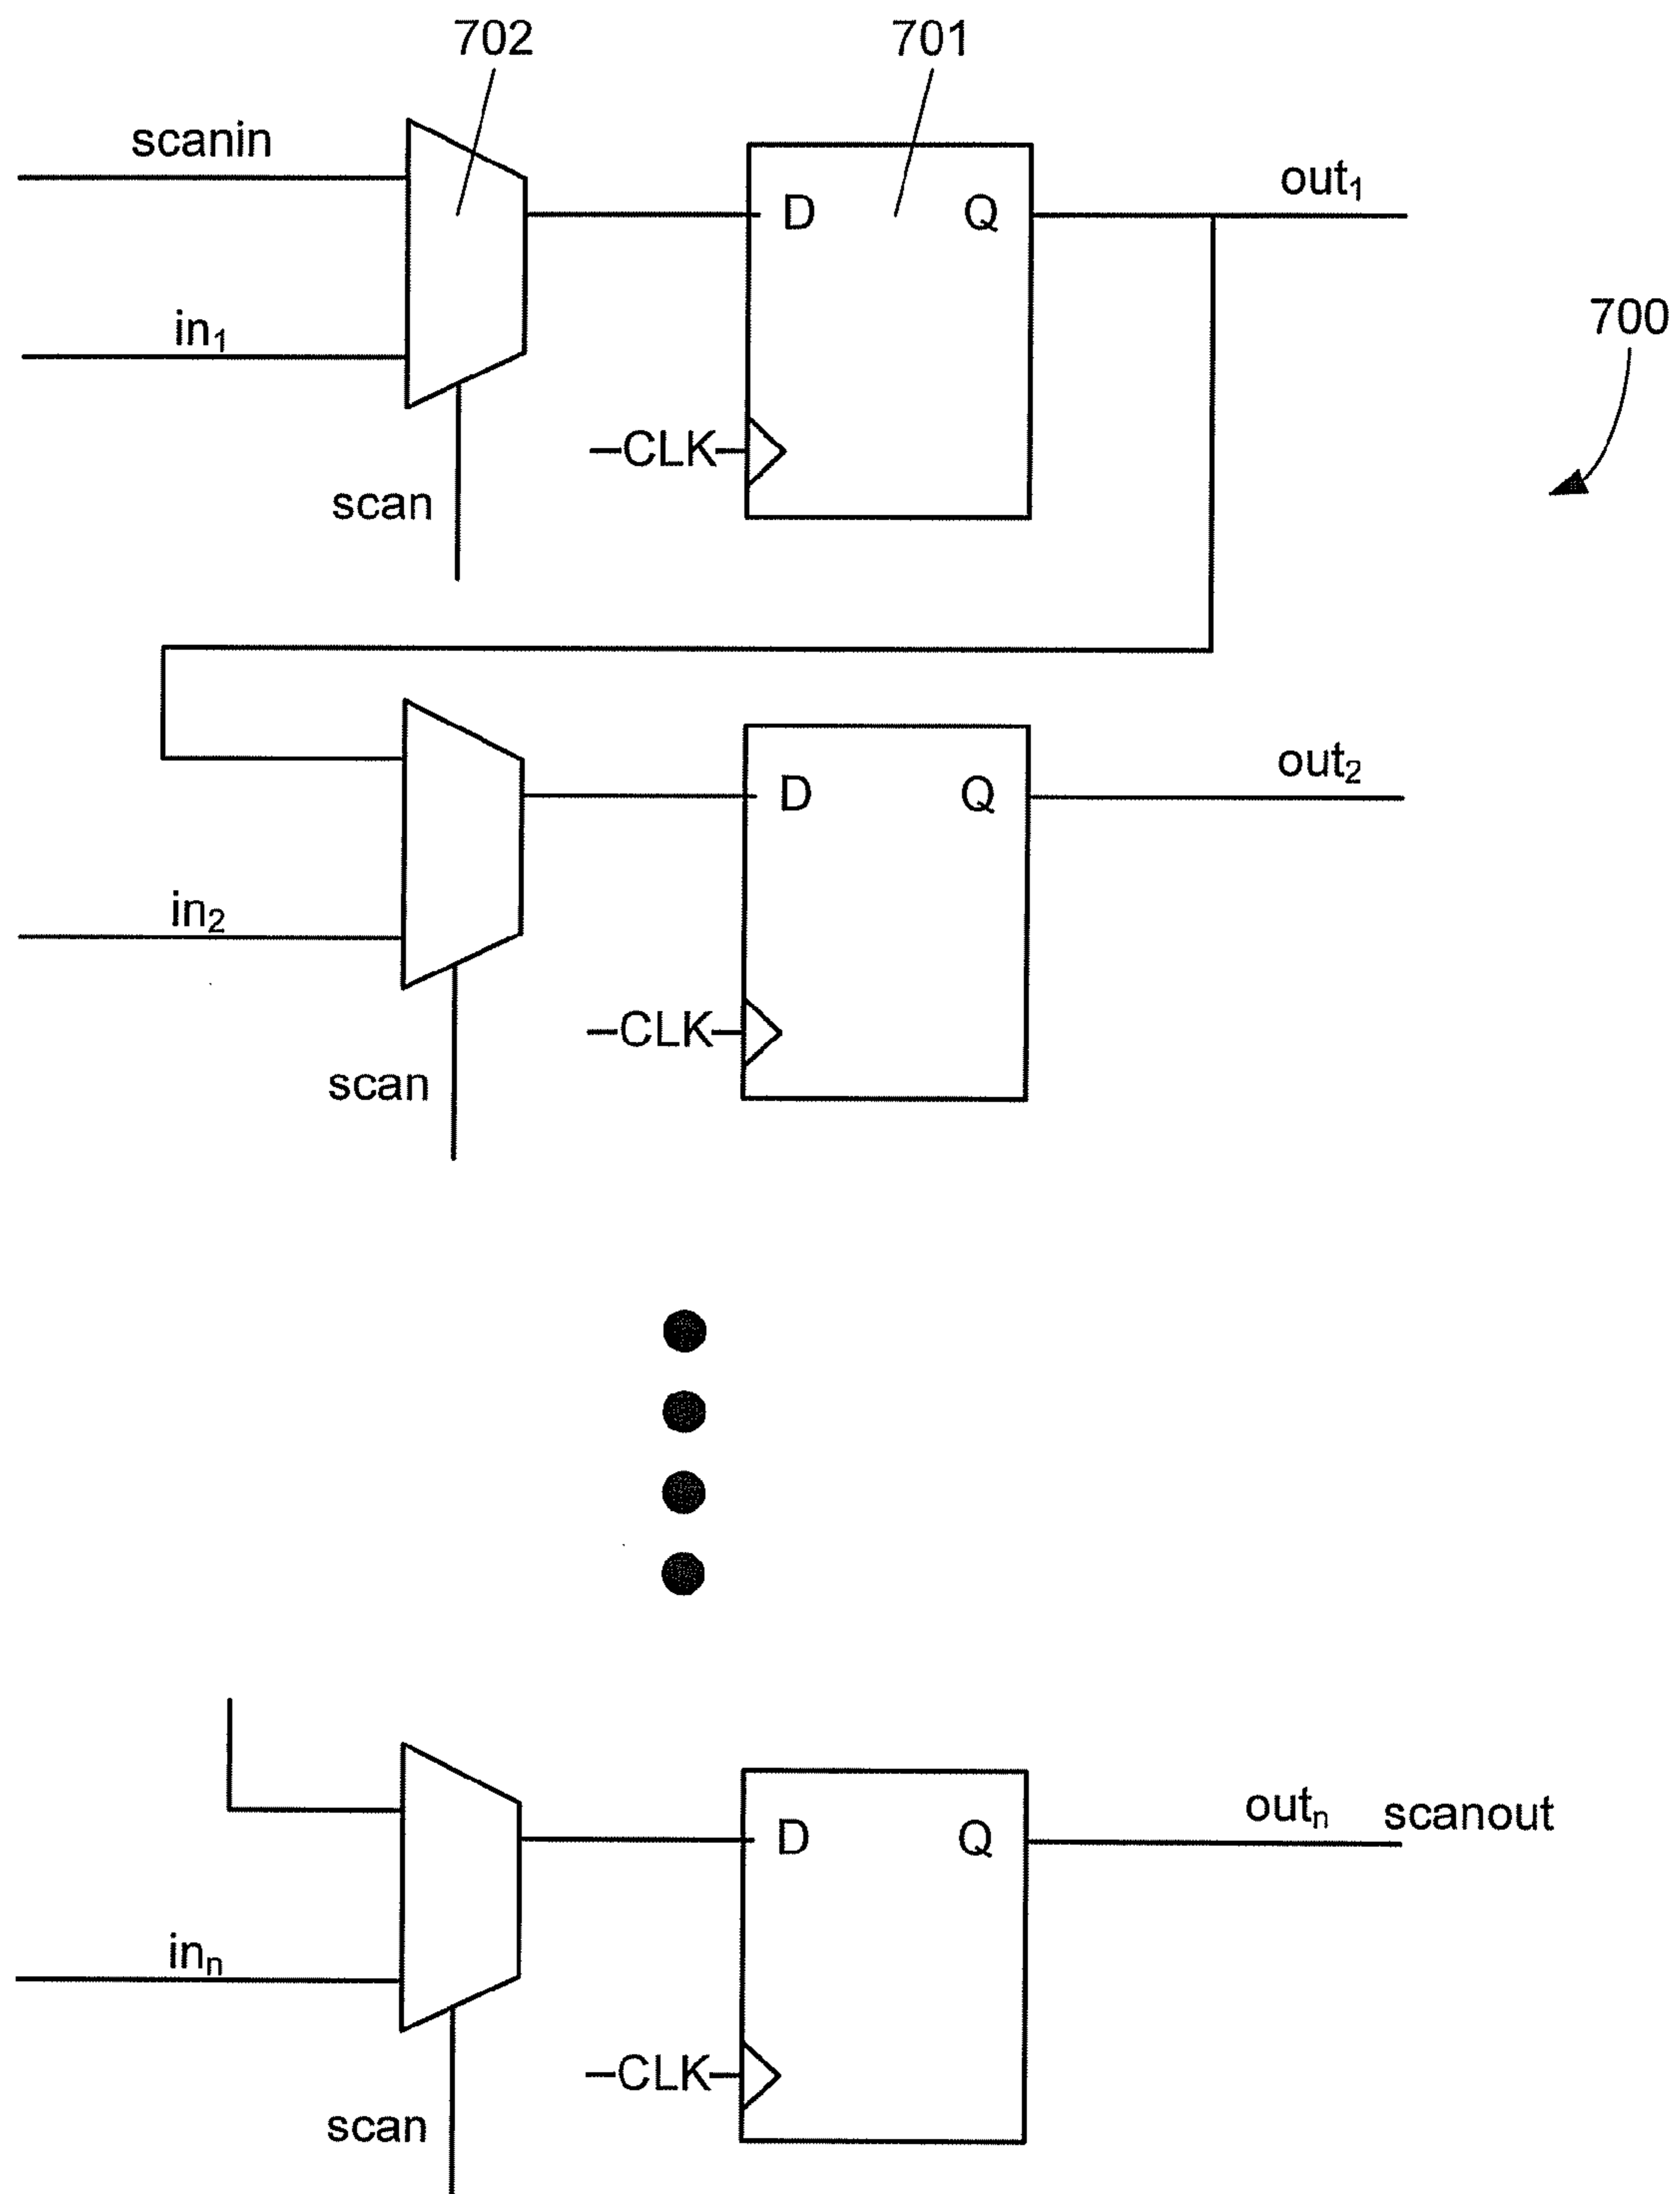 702
701
scanin
out₁
D
Q
in₁
700
–CLK–
scan
out₂
D
Q
in₂
–CLK–
scan
outₙ
scanout
D
Q
inₙ
–CLK–
scan